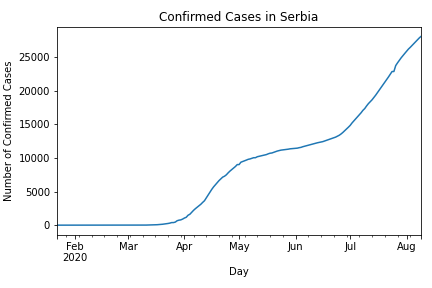 Confirmed Cases in Serbia
Number of Confirmed Cases
25000
20000
15000
10000
5000
0
Feb Mar Apr May Jun Jul Aug
2020
Day